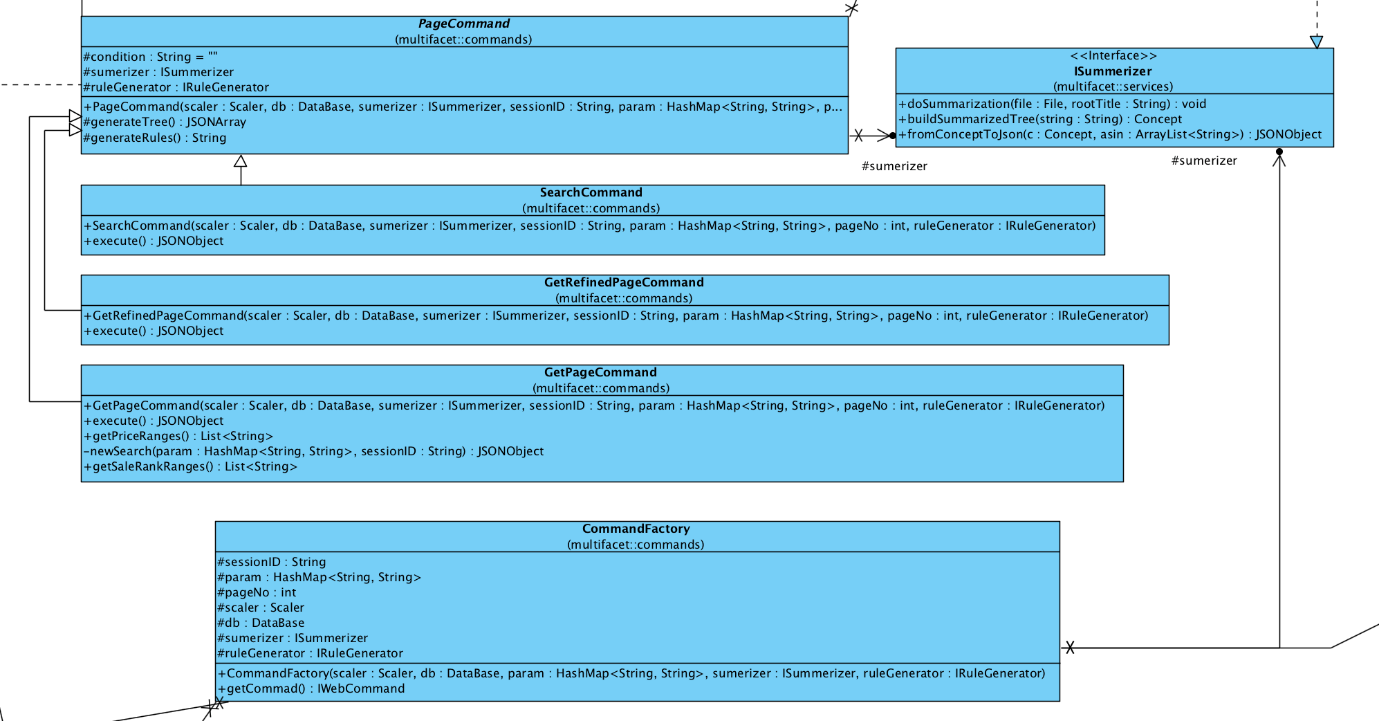 PageCommand
(multifacet::commands)
#condition : String = ""
#sumerizer : ISummerizer
#ruleGenerator : IRuleGenerator
+PageCommand(scaler : Scaler, db : DataBase, sumerizer : ISummerizer, sessionID : String, param : HashMap<String, String>, p...
#generateTree() : JSONArray
#generateRules() : String
<<Interface>>
ISummerizer
(multifacet::services)
+doSummarization(file : File, rootTitle : String) : void
+buildSummarizedTree(string : String) : Concept
+fromConceptToJson(c : Concept, asin : ArrayList<String>) : JSONObject
#sumerizer
#sumerizer
SearchCommand
(multifacet::commands)
+SearchCommand(scaler : Scaler, db : DataBase, sumerizer : ISummerizer, sessionID : String, param : HashMap<String, String>, pageNo : int, ruleGenerator : IRuleGenerator)
+execute() : JSONObject
GetRefinedPageCommand
(multifacet::commands)
+GetRefinedPageCommand(scaler : Scaler, db : DataBase, sumerizer : ISummerizer, sessionID : String, param : HashMap<String, String>, pageNo : int, ruleGenerator : IRuleGenerator)
+execute() : JSONObject
GetPageCommand
(multifacet::commands)
+GetPageCommand(scaler : Scaler, db : DataBase, sumerizer : ISummerizer, sessionID : String, param : HashMap<String, String>, pageNo : int, ruleGenerator : IRuleGenerator)
+execute() : JSONObject
+getPriceRanges() : List<String>
-newSearch(param : HashMap<String, String>, sessionID : String) : JSONObject
+getSaleRankRanges() : List<String>
CommandFactory
(multifacet::commands)
#sessionID : String
#param : HashMap<String, String>
#pageNo : int
#scaler : Scaler
#db : DataBase
#sumerizer : ISummerizer
#ruleGenerator : IRuleGenerator
+CommandFactory(scaler : Scaler, db : DataBase, param : HashMap<String, String>, sumerizer : ISummerizer, ruleGenerator : IRuleGenerator)
+getCommad() : IWebCommand